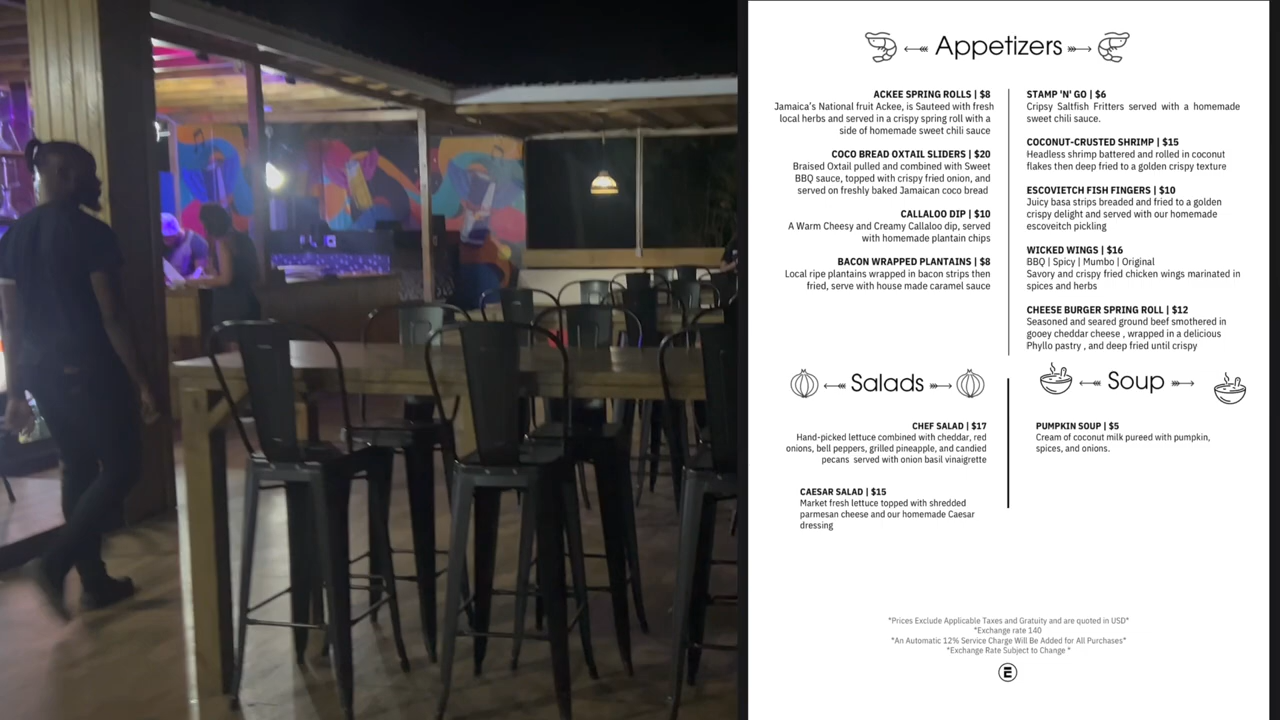 Appetizers
ACKEE SPRING ROLLS | $8
Jamaica's National fruit Ackee, is Sauteed with fresh
local herbs and served in a crispy spring roll with a
side of homemade sweet chili sauce
COCO BREAD OXTAIL SLIDERS | $20
Braised Oxtail pulled and combined with Sweet
BBQ sauce, topped with crispy fried onion, and
served on freshly baked Jamaican coco bread
CALLALOO DIP | $10
A Warm Cheesy and Creamy Callaloo dip, served
with homemade plantain chips
BACON WRAPPED PLANTAINS | $8
Local ripe plantains wrapped in bacon strips then
fried, serve with house made caramel sauce
STAMP 'N' GO | $6
Cripsy Saltfish Fritters served with a homemade
sweet chili sauce.
COCONUT-CRUSTED SHRIMP | $15
Headless shrimp battered and rolled in coconut
flakes then deep fried to a golden crispy texture
ESCOVIETCH FISH FINGERS | $10
Juicy basa strips breaded and fried to a golden
crispy delight and served with our homemade
escoveitch pickling
WICKED WINGS | $16
BBQ | Spicy | Mumbo | Original
Savory and crispy fried chicken wings marinated in
spices and herbs
CHEESE BURGER SPRING ROLL | $12
Seasoned and seared ground beef smothered in
gooey cheddar cheese , wrapped in a delicious
Phyllo pastry , and deep fried until crispy
Salads
CHEF SALAD | $17
Hand-picked lettuce combined with cheddar, red
onions, bell peppers, grilled pineapple, and candied
pecans served with onion basil vinaigrette
CAESAR SALAD | $15
Market fresh lettuce topped with shredded
parmesan cheese and our homemade Caesar
dressing
Soup
PUMPKIN SOUP | $5
Cream of coconut milk pureed with pumpkin,
spices, and onions.
*Prices Exclude Applicable Taxes and Gratuity and are quoted in USD*
*Exchange rate 140
*An Automatic 12% Service Charge Will Be Added for All Purchases*
*Exchange Rate Subject to Change *
E